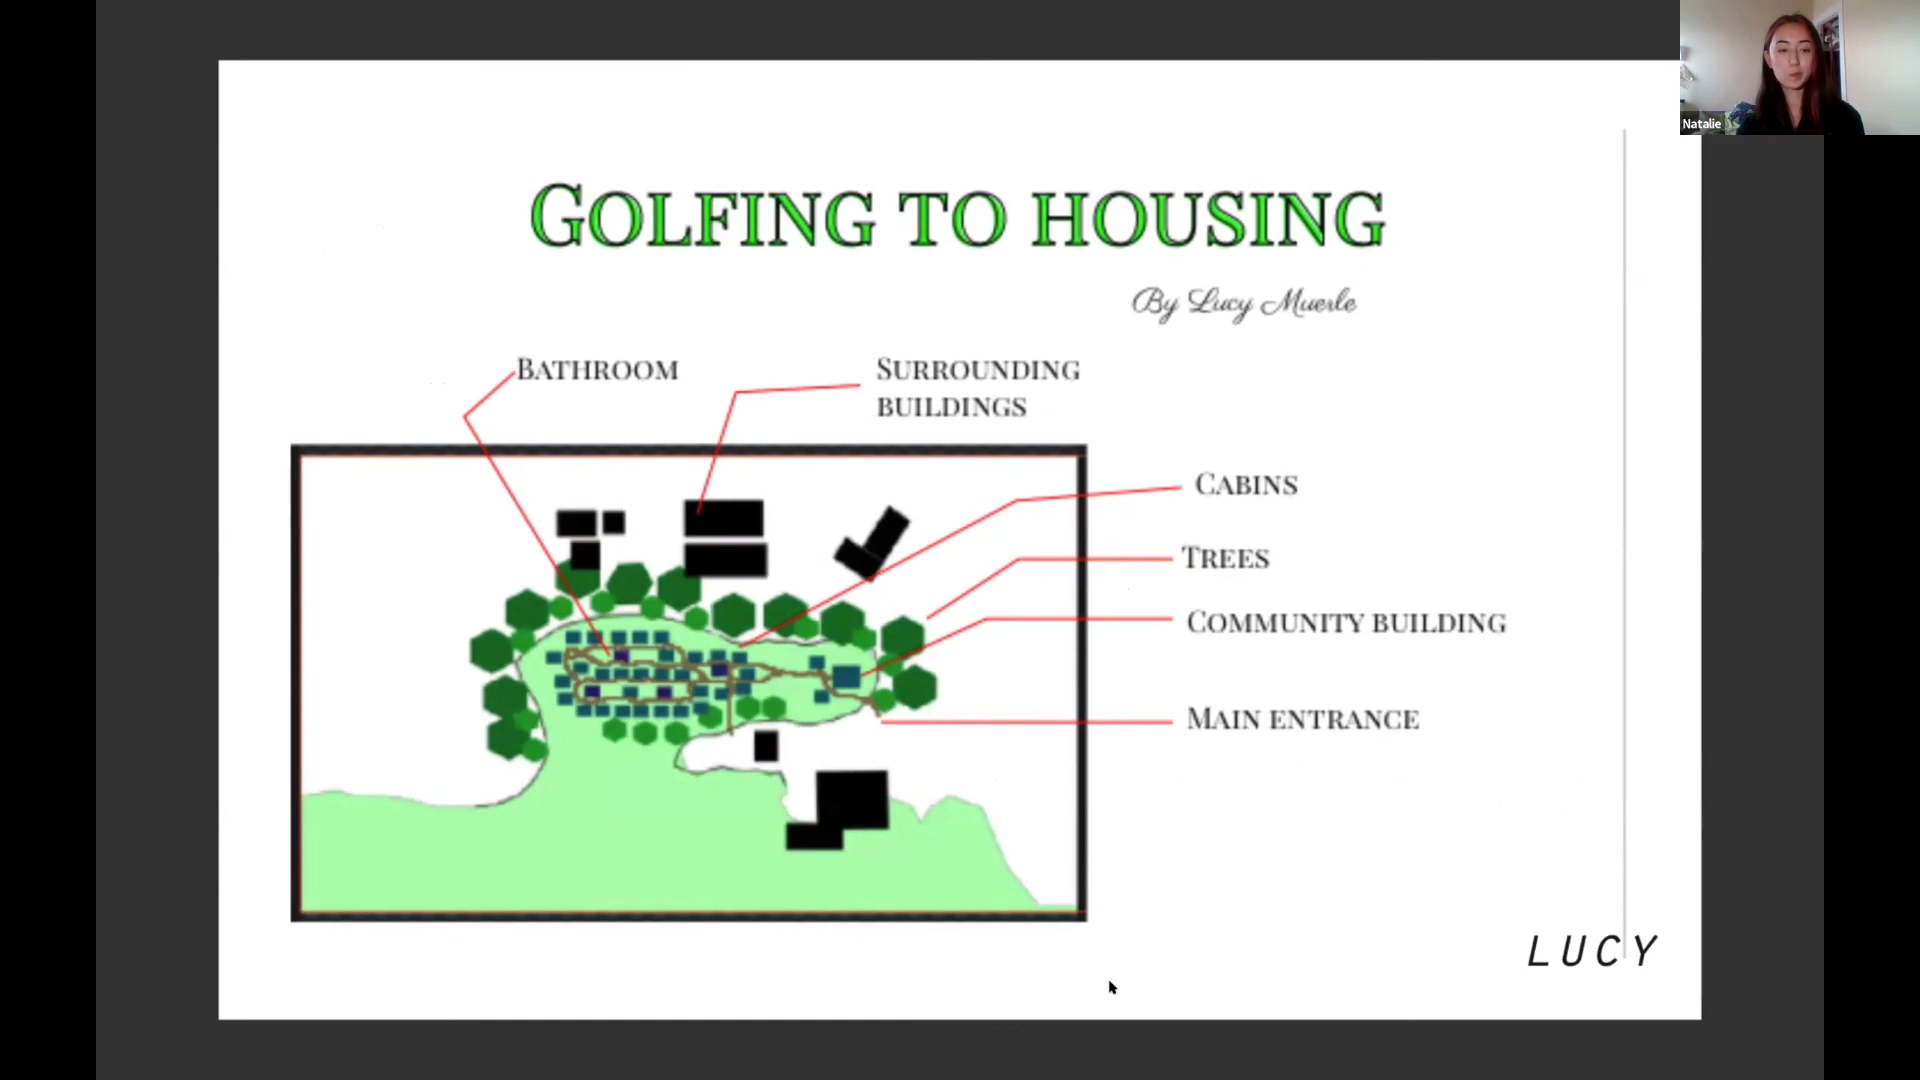 Natalie
GOLFING TO HOUSING
By Lucy Muerle
BATHROOM
SURROUNDING
BUILDINGS
CABINS
TREES
COMMUNITY BUILDING
MAIN ENTRANCE
LUCY